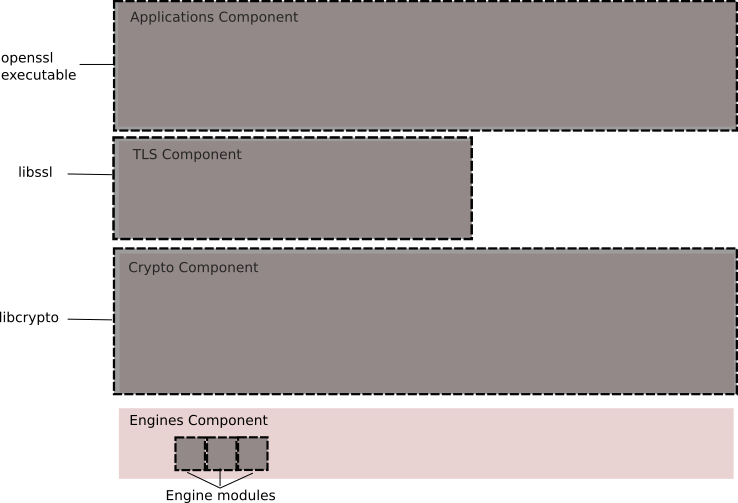 Applications Component
openssl
executable
TLS Component
libssl
Crypto Component
libcrypto
Engines Component
Engine modules